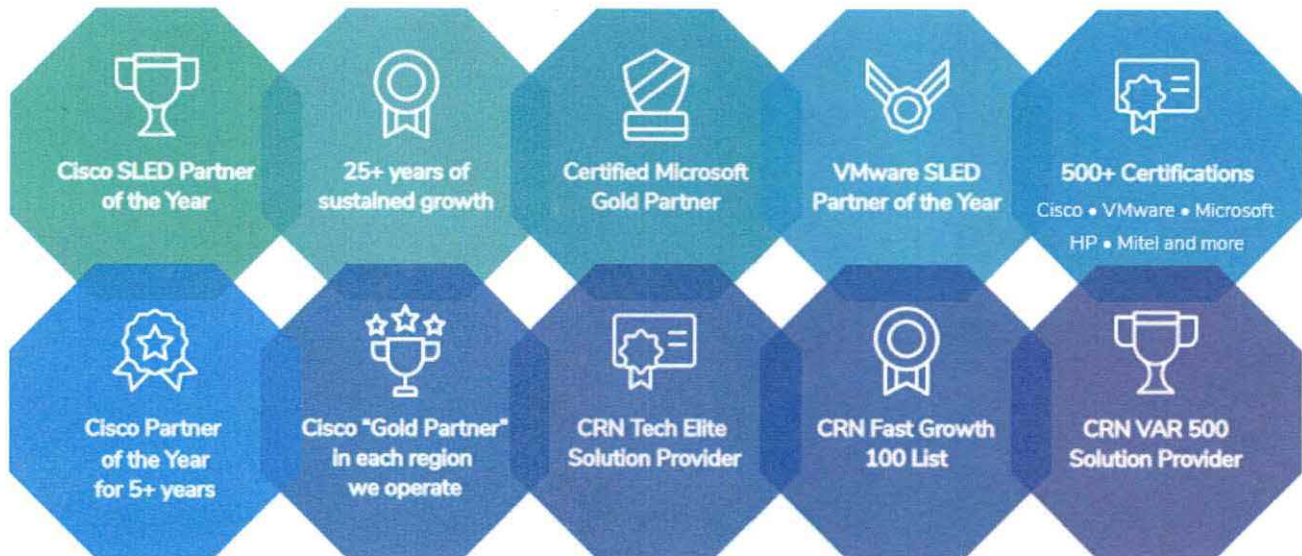 Cisco SLED Partner
of the Year
25+ years of
sustained growth
Certified Microsoft
Gold Partner
VMware SLED
Partner of the Year
500+ Certifications
Cisco • VMware • Microsoft
HP • Mitel and more
Cisco Partner
of the Year
for 5+ years
Cisco "Gold Partner"
in each region
we operate
CRN Tech Elite
Solution Provider
CRN Fast Growth
100 List
CRN VAR 500
Solution Provider